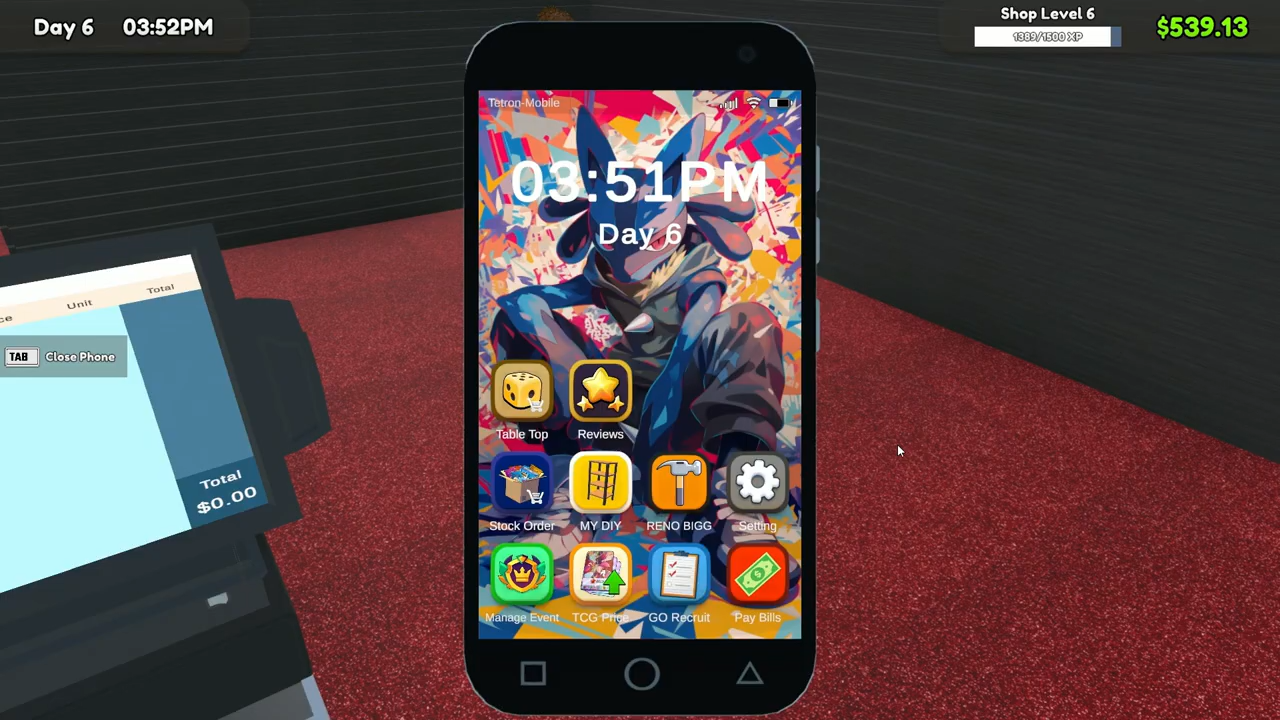 Day 6 03:52PM
Shop Level 6
1389/1500 XP
$539.13
Tetron-Mobile
03:51PM
Day 6
ce Unit Total
TAB Close Phone
Total
$0.00
Table Top Reviews
Stock Order MY DIY RENO BIGG Setting
Manage Event TCG Price GO Recruit Pay Bills